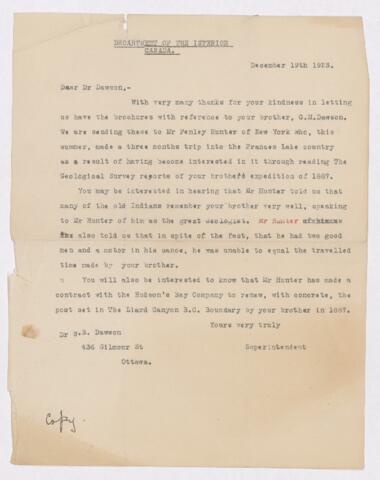 DEPARTMENT OF THE INTERIOR
CANADA.
December 19th 1923.
Dear Dr Dawson,-
With very many thanks for your kindness in letting
us have the brochures with reference to your brother, G.M.Dawson.
We are sending these to Mr Fenley Hunter of New York who, this
summer, made a three months trip into the Frances Lake country
as a result of having become interested in it through reading The
Geological Survey reports of your brother's expedition of 1887.
You may be interested in hearing that Mr Hunter told us that
many of the old Indians remember your brother very well, speaking
to Mr Hunter of him as the great Geologist. Mr Hunter
also told us that in spite of the fact, that he had two good
men and a motor in his canoe, he was unable to equal the travelled
time made by your brother.
You will also be interested to know that Mr Hunter has made a
contract with the Hudson's Bay Company to renew, with concrete, the
post set in The Liard Canyon B.C. Boundary by your brother in 1887.
Yours very truly
Dr S.E. Dawson
436 Gilmour St
Superintendent
Ottawa.
Copy.